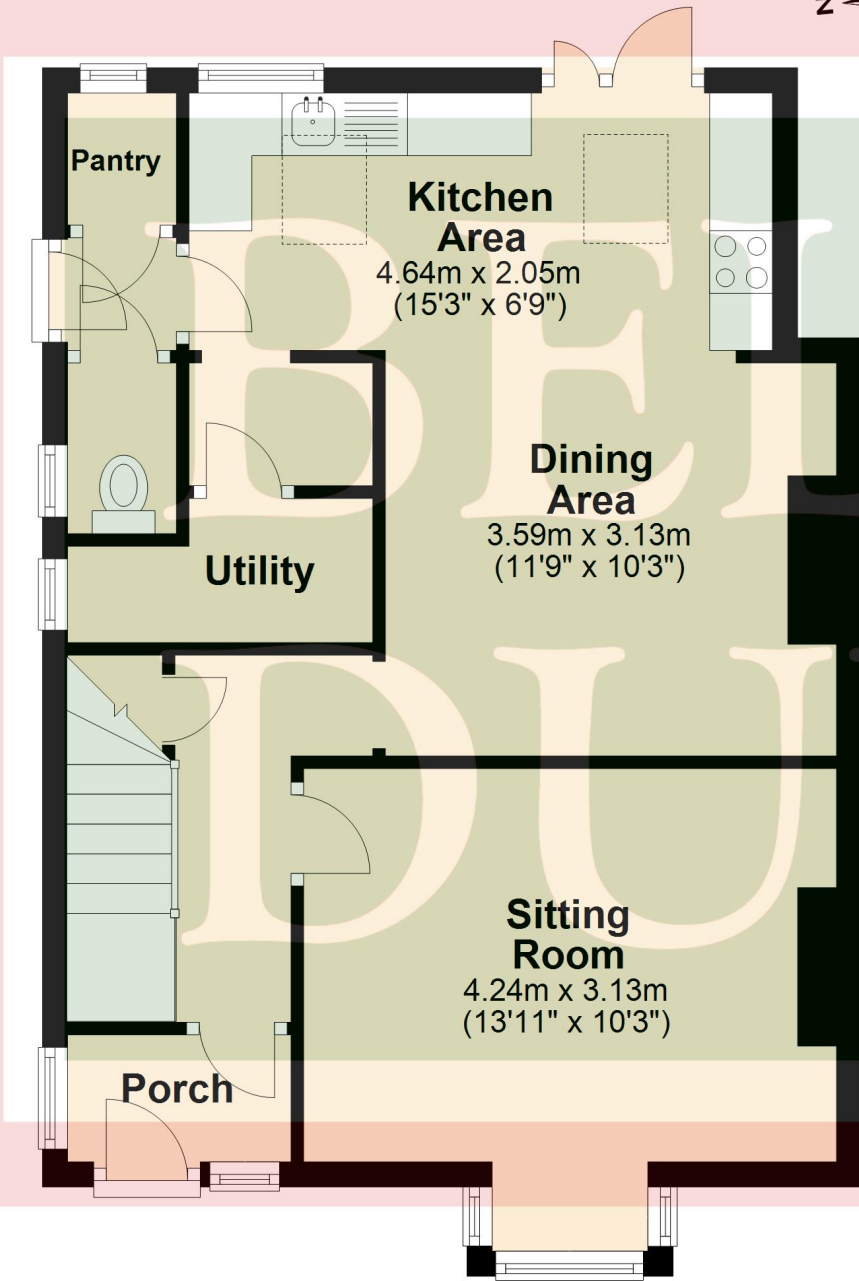 N
Pantry
Kitchen
Area
4.64m x 2.05m
(15'3" x 6'9")
Dining
Area
3.59m x 3.13m
(11'9" x 10'3")
Utility
Sitting
Room
4.24m x 3.13m
(13'11" x 10'3")
Porch